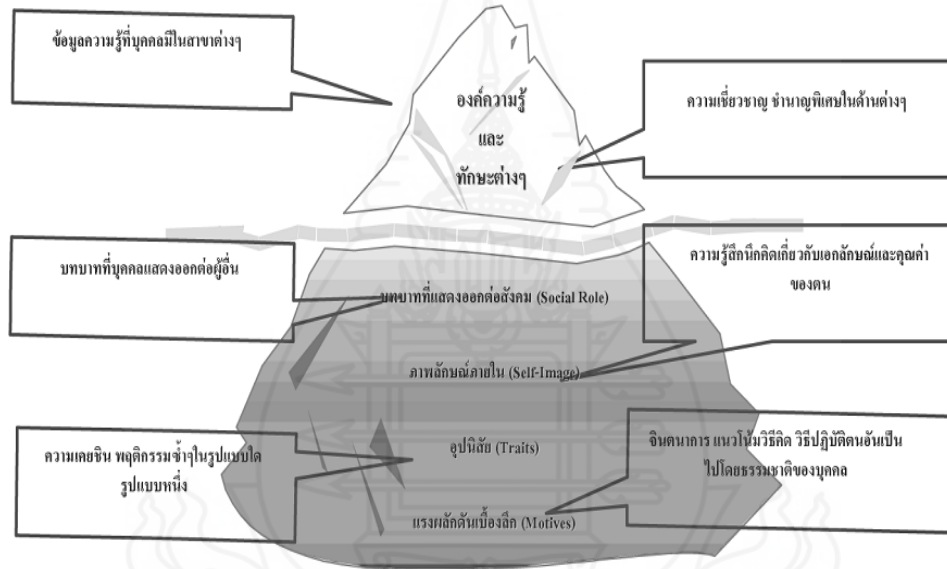 ข้อมูลความรู้ที่บุคคลมีในสาขาต่างๆ
องค์ความรู้
และ
ทักษะต่างๆ
ความเชี่ยวชาญ ชำนาญพิเศษในด้านต่างๆ
บทบาทที่บุคคลแสดงออกต่อผู้อื่น
บทบาทที่แสดงออกต่อสังคม (Social Role)
ความรู้สึกนึกคิดเกี่ยวกับเอกลักษณ์และคุณค่า
ของตน
ภาพลักษณ์ภายใน (Self-Image)
ความเคยชิน พฤติกรรมซ้ำๆในรูปแบบใด
รูปแบบหนึ่ง
อุปนิสัย (Traits)
จินตนาการ แนวโน้มวิธีคิด วิธีปฏิบัติตนอันเป็น
ไปโดยธรรมชาติของบุคคล
แรงผลักดันเบื้องลึก (Motives)